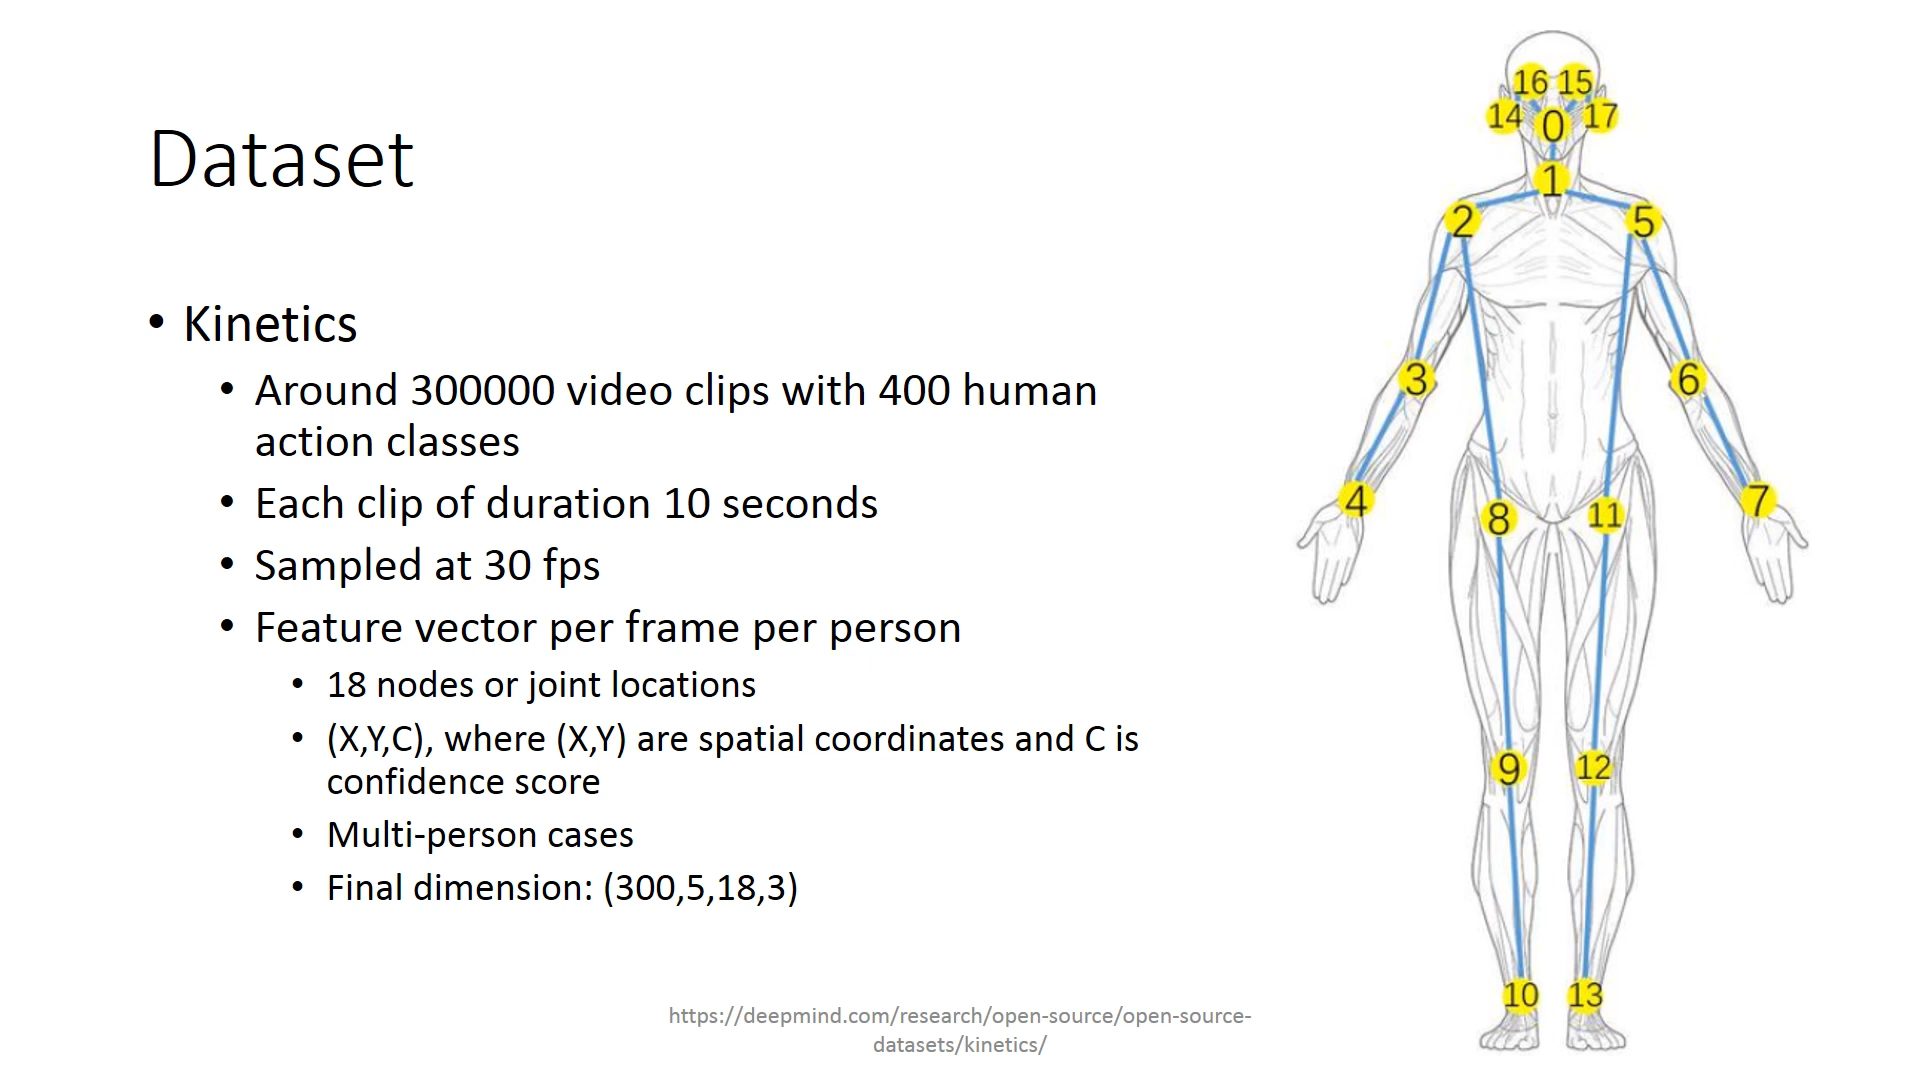 Dataset
• Kinetics
• Around 300000 video clips with 400 human
action classes
• Each clip of duration 10 seconds
• Sampled at 30 fps
• Feature vector per frame per person
• 18 nodes or joint locations
• (X,Y,C), where (X,Y) are spatial coordinates and C is
confidence score
• Multi-person cases
• Final dimension: (300,5,18,3)
https://deepmind.com/research/open-source/open-source-
datasets/kinetics/
16 15
14 0 17
1
2 5
3 6
4 7
8 11
9 12
10 13